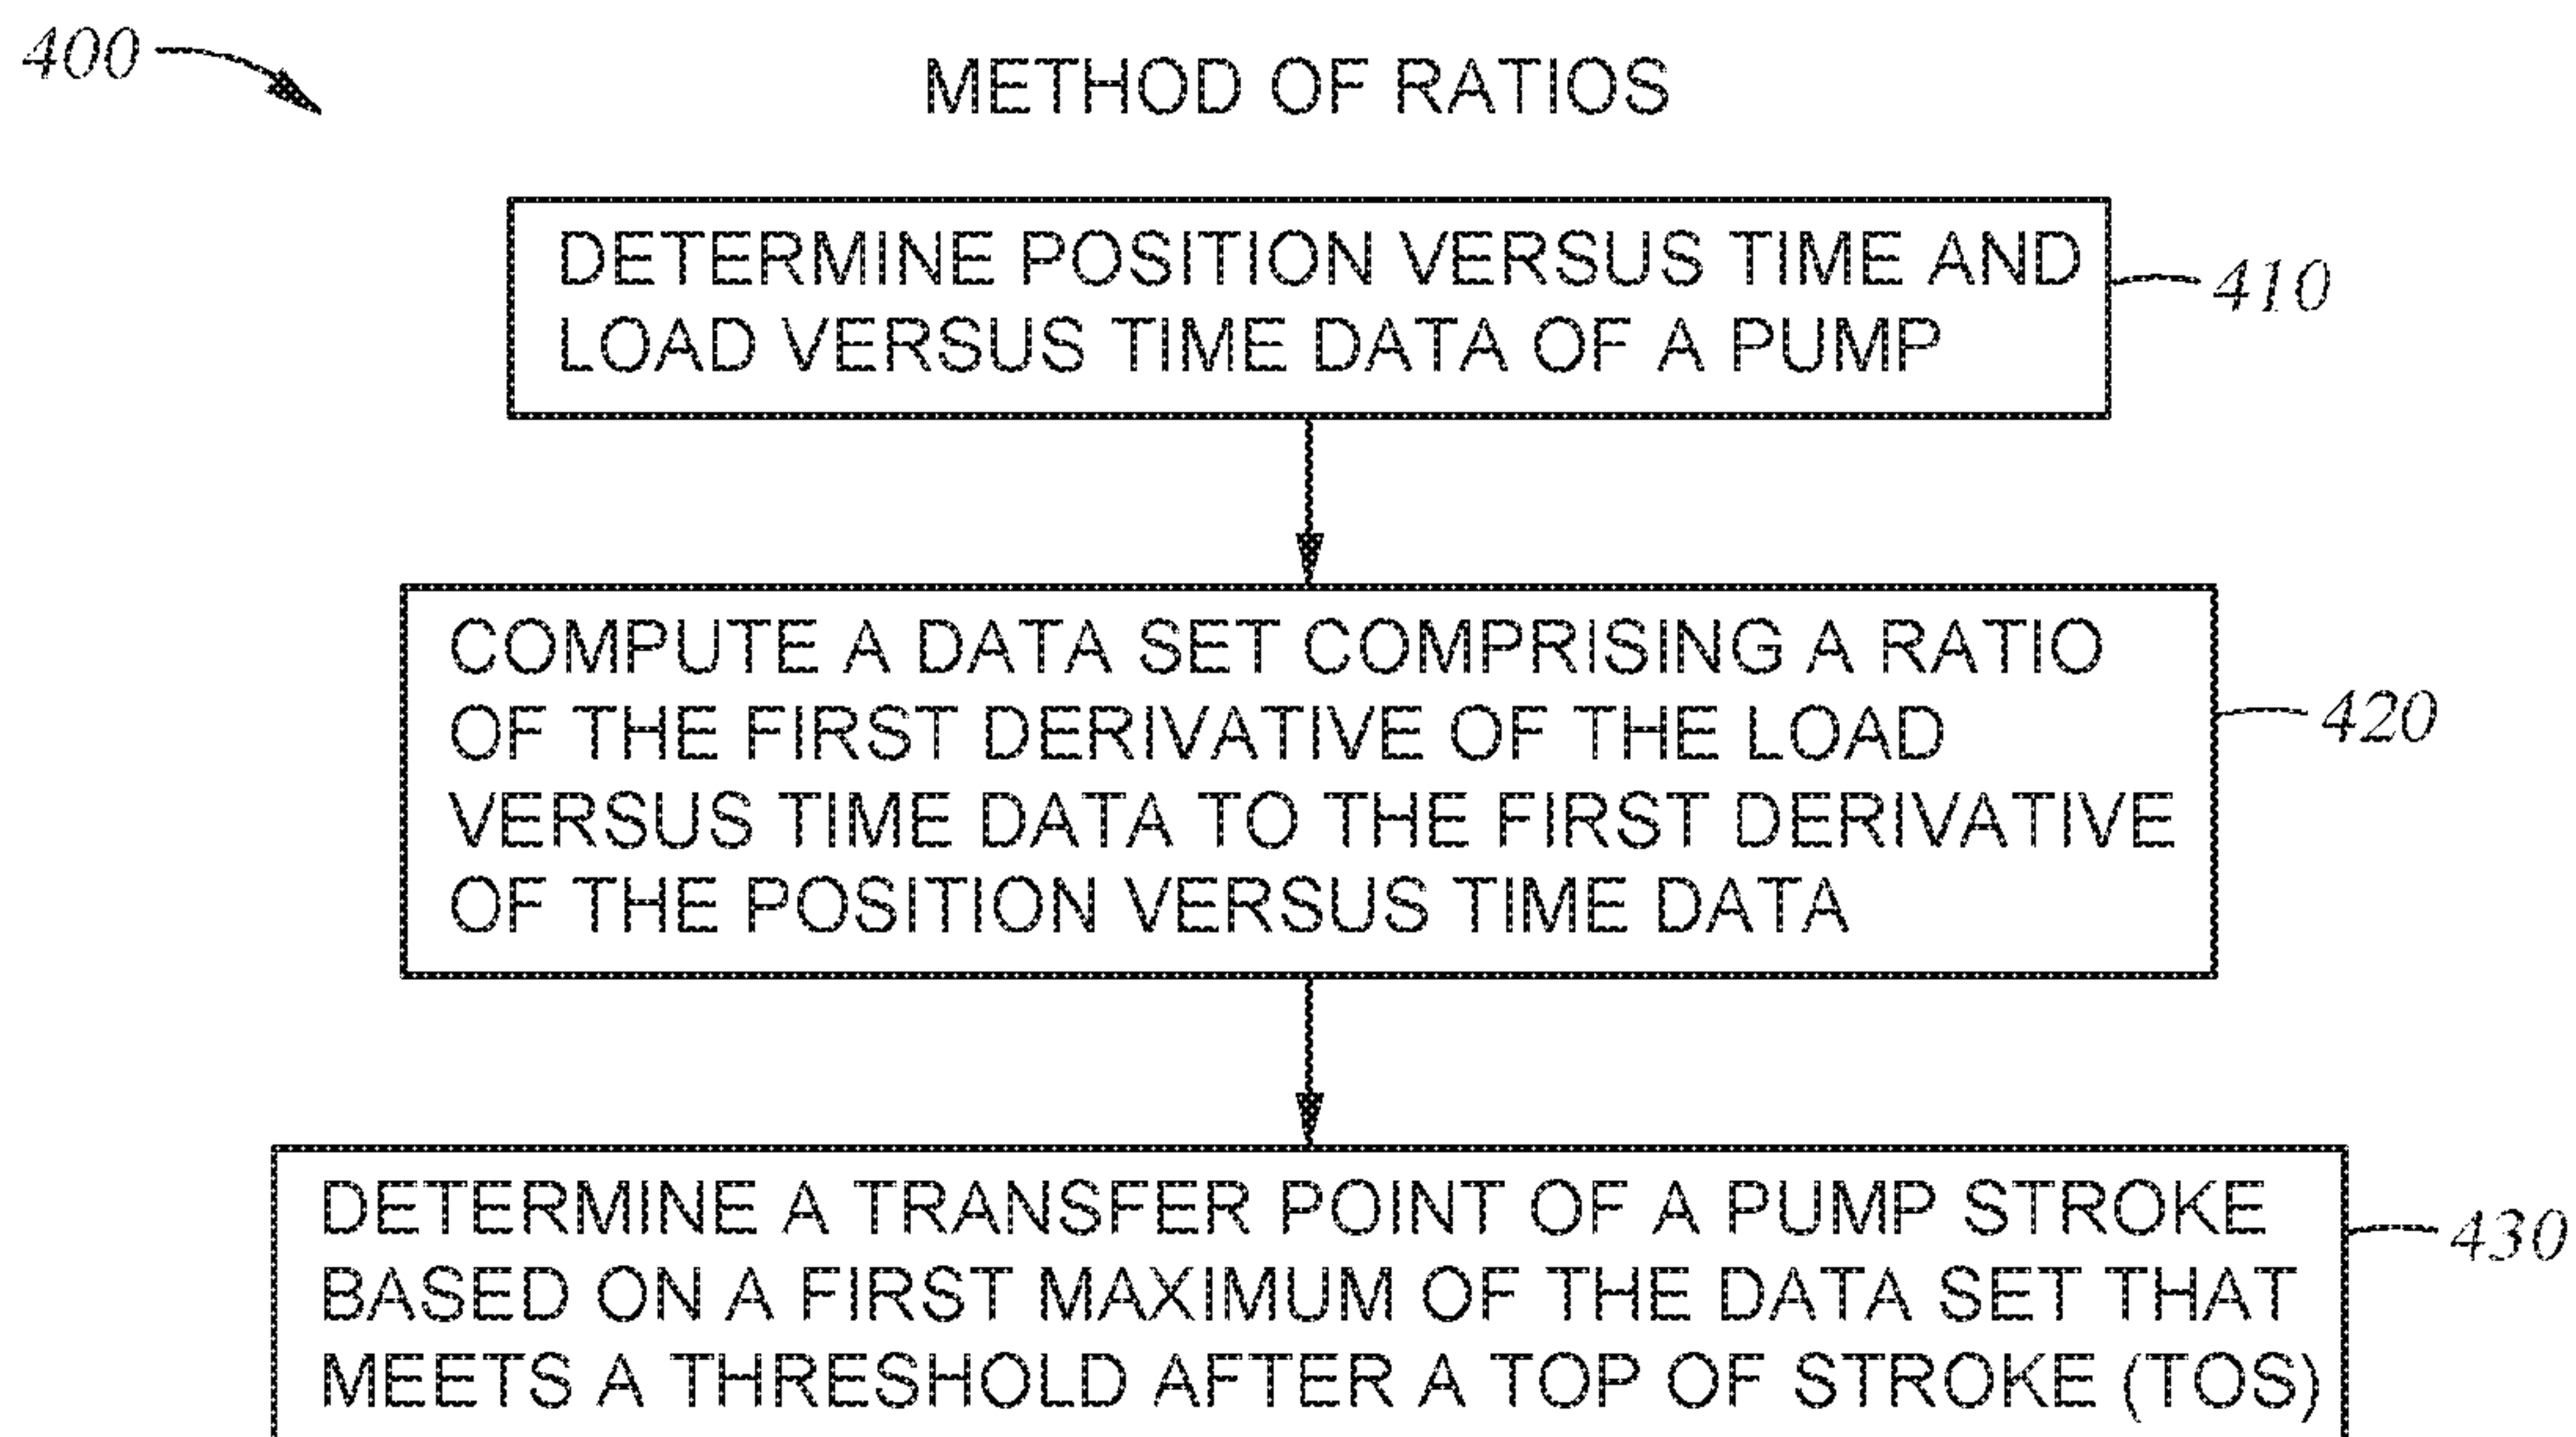 400
METHOD OF RATIOS
DETERMINE POSITION VERSUS TIME AND
LOAD VERSUS TIME DATA OF A PUMP
410
COMPUTE A DATA SET COMPRISING A RATIO
OF THE FIRST DERIVATIVE OF THE LOAD
VERSUS TIME DATA TO THE FIRST DERIVATIVE
OF THE POSITION VERSUS TIME DATA
420
DETERMINE A TRANSFER POINT OF A PUMP STROKE
BASED ON A FIRST MAXIMUM OF THE DATA SET THAT
MEETS A THRESHOLD AFTER A TOP OF STROKE (TOS)
430